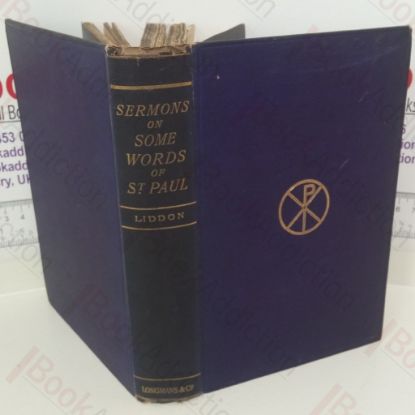 SERMONS
ON
SOME
WORDS
OF
ST PAUL
LIDDON
LONGMANS & CO